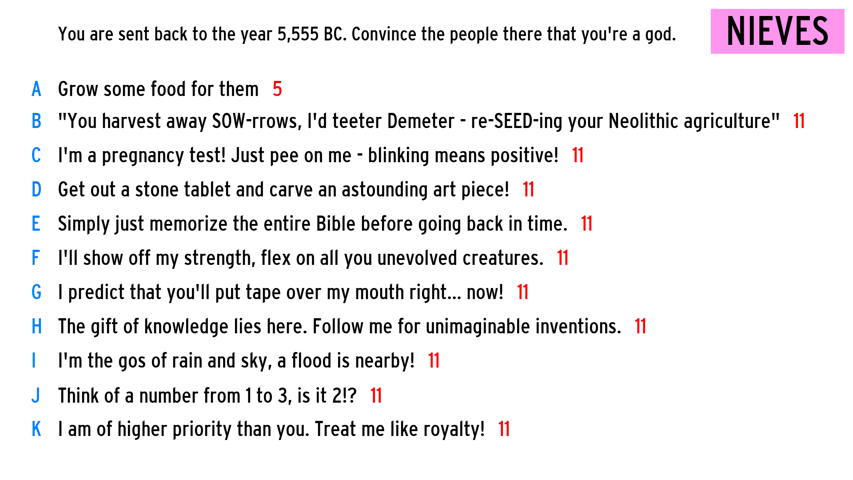 You are sent back to the year 5,555 BC. Convince the people there that you're a god.
NIEVES
A Grow some food for them 5
B "You harvest away SOW-rrows, I'd teeter Demeter - re-SEED-ing your Neolithic agriculture" 11
C I'm a pregnancy test! Just pee on me - blinking means positive! 11
D Get out a stone tablet and carve an astounding art piece! 11
E Simply just memorize the entire Bible before going back in time. 11
F I'll show off my strength, flex on all you unevolved creatures. 11
G I predict that you'll put tape over my mouth right... now! 11
H The gift of knowledge lies here. Follow me for unimaginable inventions. 11
I I'm the gos of rain and sky, a flood is nearby! 11
J Think of a number from 1 to 3, is it 2!? 11
K I am of higher priority than you. Treat me like royalty! 11